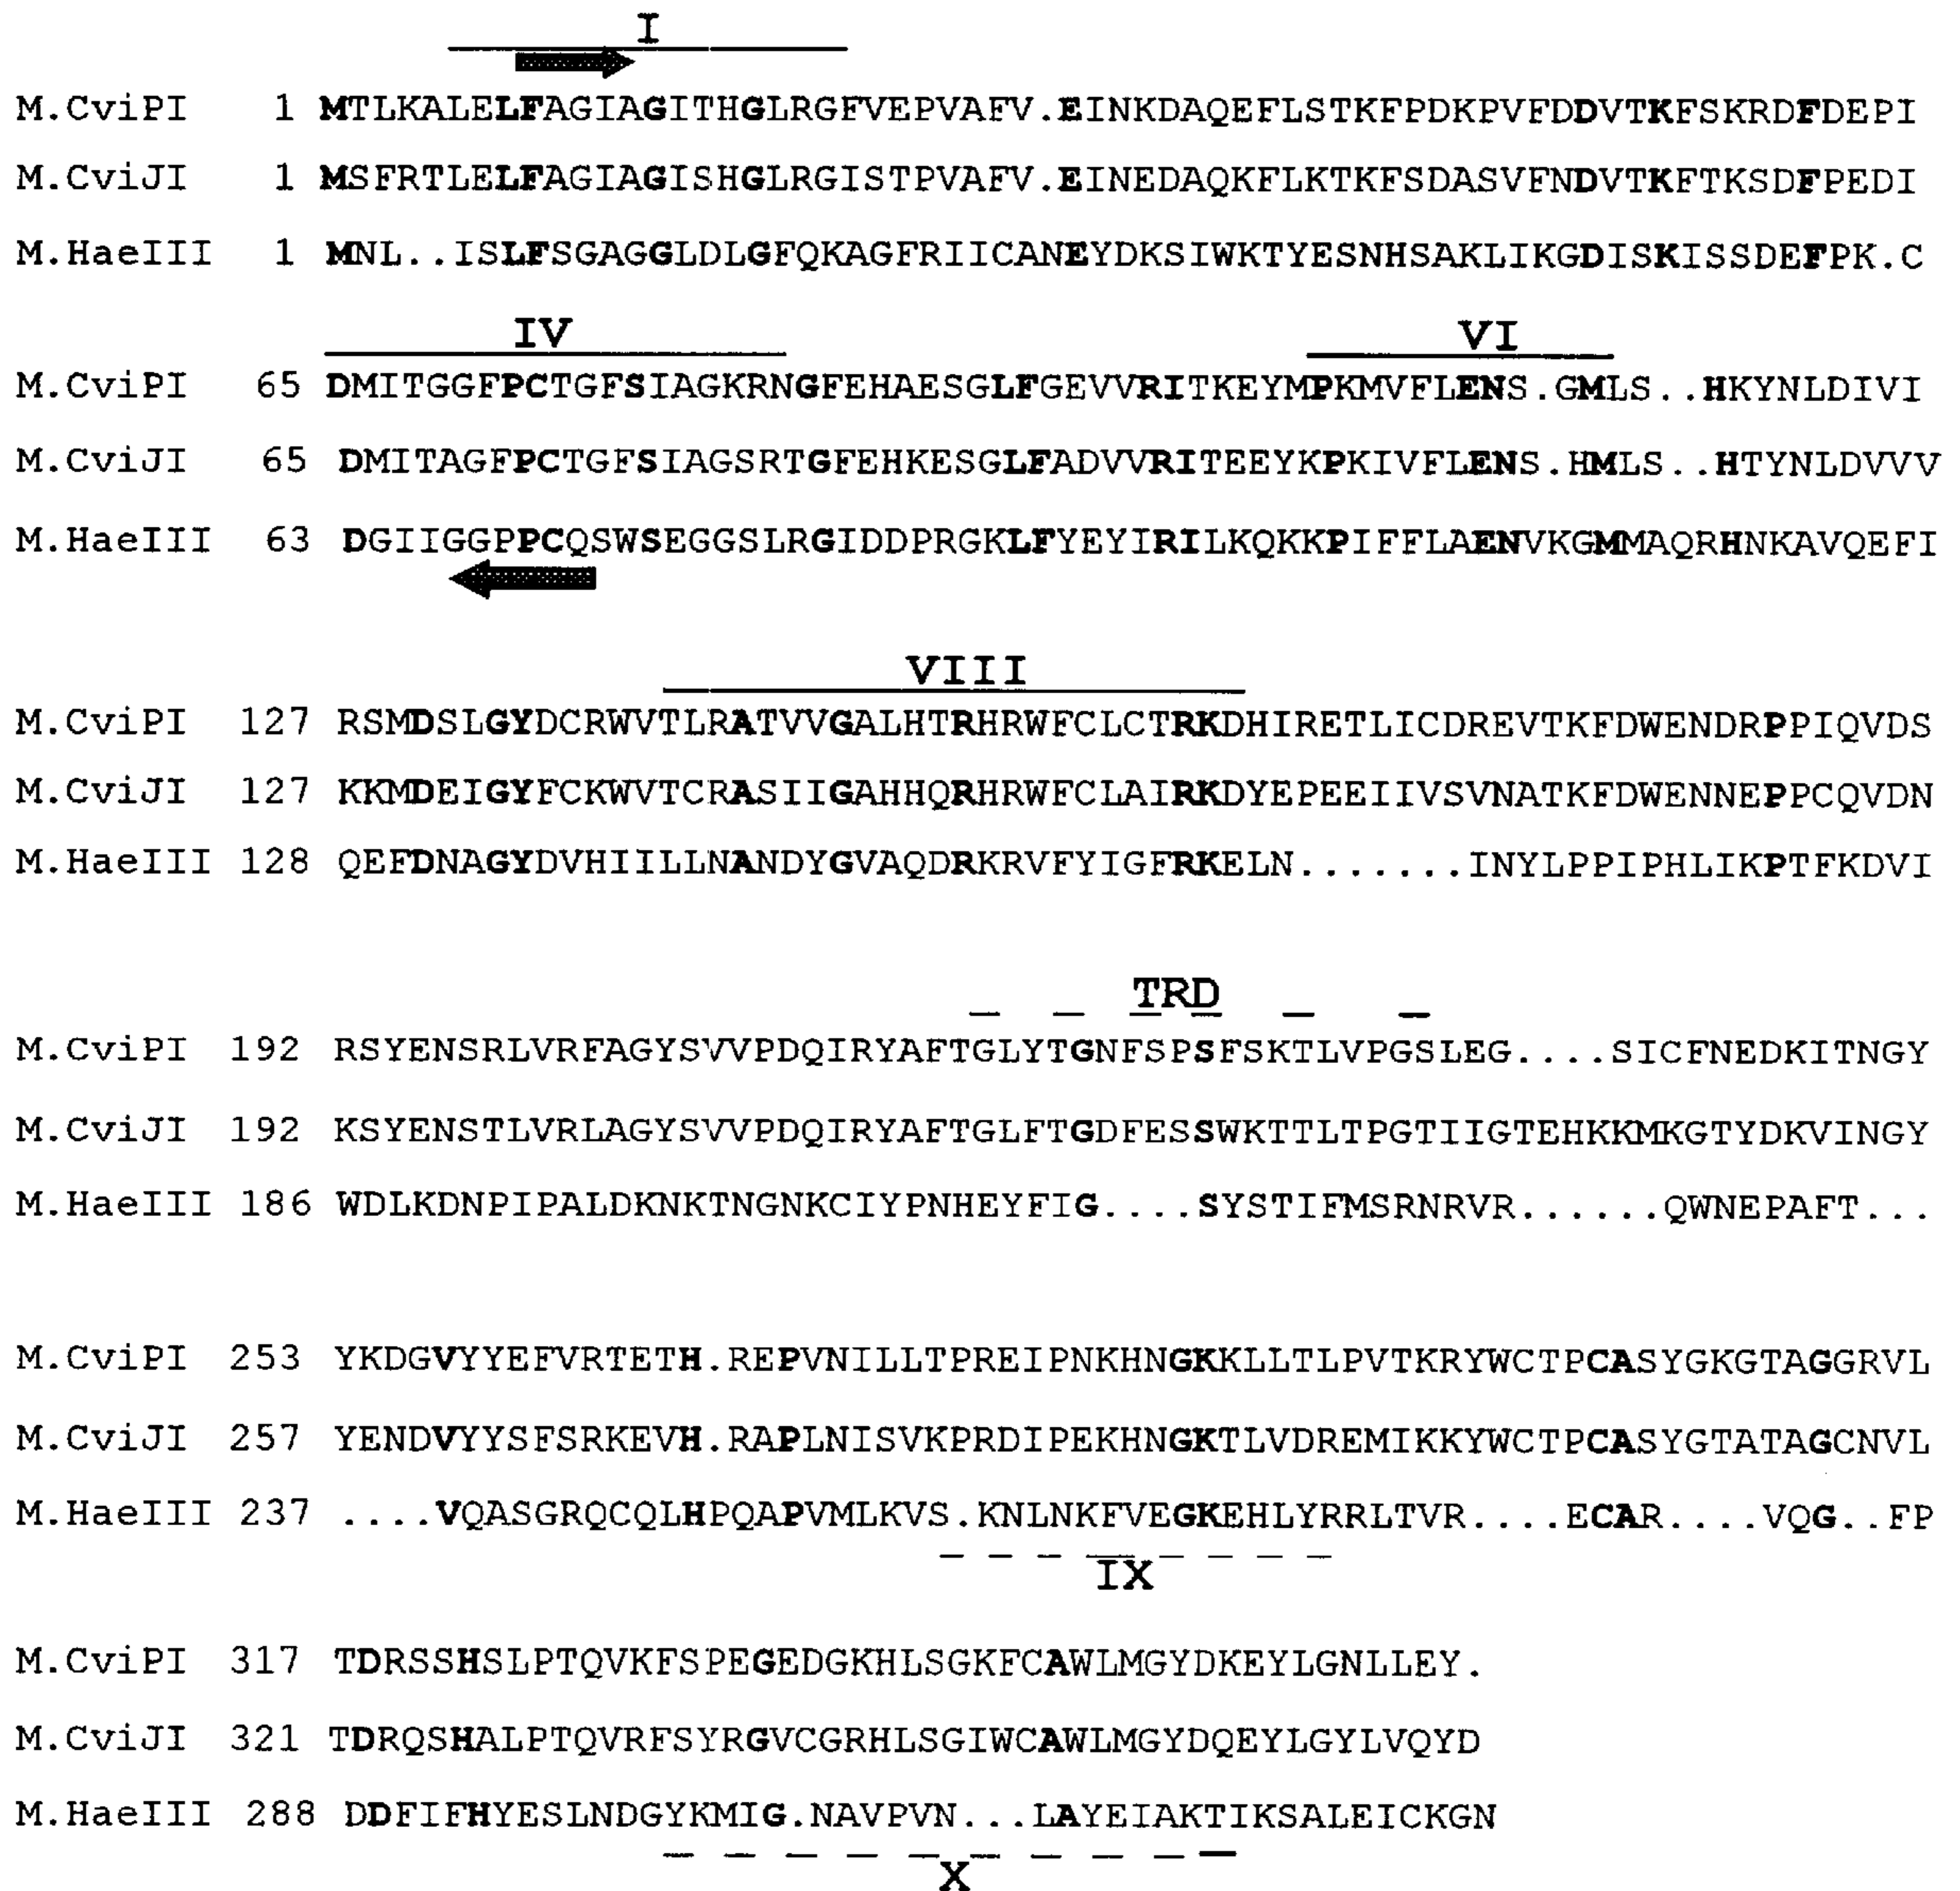 I
M.CviPI 1 MTLKALELFAGIAGITHGLRGFVEPVAFV.EINKDAQEFLSTKFPDKPVFDDVTKFSKRDFDEPI
M.CviJI 1 MSFRTLELFAGIAGISHGLRGISTPVAFV.EINEDAQKFLKTKFSDASVFNDVTKFTKSDFPEDI
M.HaeIII 1 MNL..ISLFSGAGGLDLGFQKAGFRIICANEYDKSIWKTYESNHSAKLIKGDISKISSDEFPK.C
IV VI
M.CviPI 65 DMITGGFPCTGFSIAGKRNGFEHAESGLFGEVVRITKEYMPKMVFLENS.GMLS..HKYNLDIVI
M.CviJI 65 DMITAGFPCTGFSIAGSRTGFEHKESGLFADVVRITEEYKPKIVFLENS.HMLS..HTYNLDVVV
M.HaeIII 63 DGIIGGPPCQSWSEGGSLRGIDDPRGKLFYEYIRILKQKKPIFFLAENVKGMMAQRHNKAVQEFI
VIII
M.CviPI 127 RSMDSLGYDCRWVTLRATVVGALHTRHRWFCLCTRKDHIRETLICDREVTKFDWENDRPPIQVDS
M.CviJI 127 KKMDEIGYFCKWVTCRASIIGAHHQRHRWFCLAIRKDYEPEEIIVSVNATKFDWENNEPPCQVDN
M.HaeIII 128 QEFDNAGYDVHIILLNANDYGVAQDRKRVFYIGFRKELN.......INYLPPIPHLIKPTFKDVI
TRD
M.CviPI 192 RSYENSRLVRFAGYSVVPDQIRYAFTGLYTGNFSPSFSKTLVPGSLEG....SICFNEDKITNGY
M.CviJI 192 KSYENSTLVRLAGYSVVPDQIRYAFTGLFTGDFESSWKTTLTPGTIIGTEHKKMKGTYDKVINGY
M.HaeIII 186 WDLKDNPIPALDKNKTNGNKCIYPNHEYFIG....SYSTIFMSRNRVR......QWNEPAFT...
M.CviPI 253 YKDGVYYEFVRTETH.REPVNILLTPREIPNKHNGKKLLTLPVTKRYWCTPCASYGKGTAGGRVL
M.CviJI 257 YENDVYYSFSRKEVH.RAPLNISVKPRDIPEKHNGKTLVDREMIKKYWCTPCASYGTATAGCNVL
M.HaeIII 237 ....VQASGRQCQLHPQAPVMLKVS.KNLNKFVEGKEHLYRRLTVR....ECAR....VQG..FP
IX
M.CviPI 317 TDRSSHSLPTQVKFSPEGEDGKHLSGKFCAWLMGYDKEYLGNLLEY.
M.CviJI 321 TDRQSHALPTQVRFSYRGVCGRHLSGIWCAWLMGYDQEYLGYLVQYD
M.HaeIII 288 DDFIFHYESLNDGYKMIG.NAVPVN...LAYEIAKTIKSALEICKGN
X